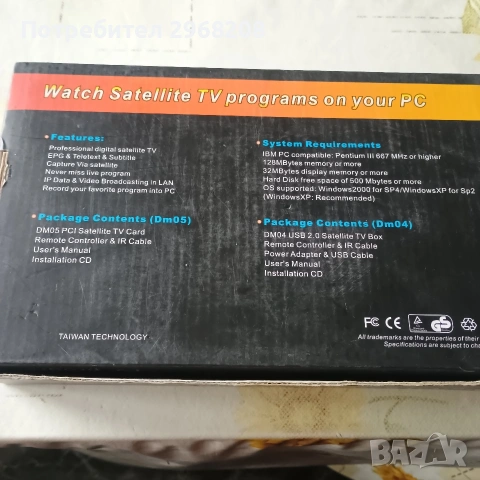 Потребител 2968246
Watch Satellite TV programs on your PC
• Features:
Professional digital satellite TV
EPG & Teletext & Subtitle
Capture Via satellite
Never miss live program
IP Data & Video Broadcasting in LAN
Record your favorite program into PC
• Package Contents (Dm05)
DM05 PCI Satellite TV Card
Remote Controller & IR Cable
User's Manual
Installation CD
• System Requirements
IBM PC compatible: Pentium III 667 MHz or higher
128MBytes memory or more
32MBytes display memory or more
Hard Disk free space of 500 Mbytes or more
OS supported: Windows2000 for SP4/WindowsXP for Sp2
(WindowsXP: Recommended)
• Package Contents (Dm04)
DM04 USB 2.0 Satellite TV Box
Remote Controller & IR Cable
Power Adapter & USB Cable
User's Manual
Installation CD
TAIWAN TECHNOLOGY
FC CE GS
All trademarks are the properties of their
Specifications are subject to
BAZAR